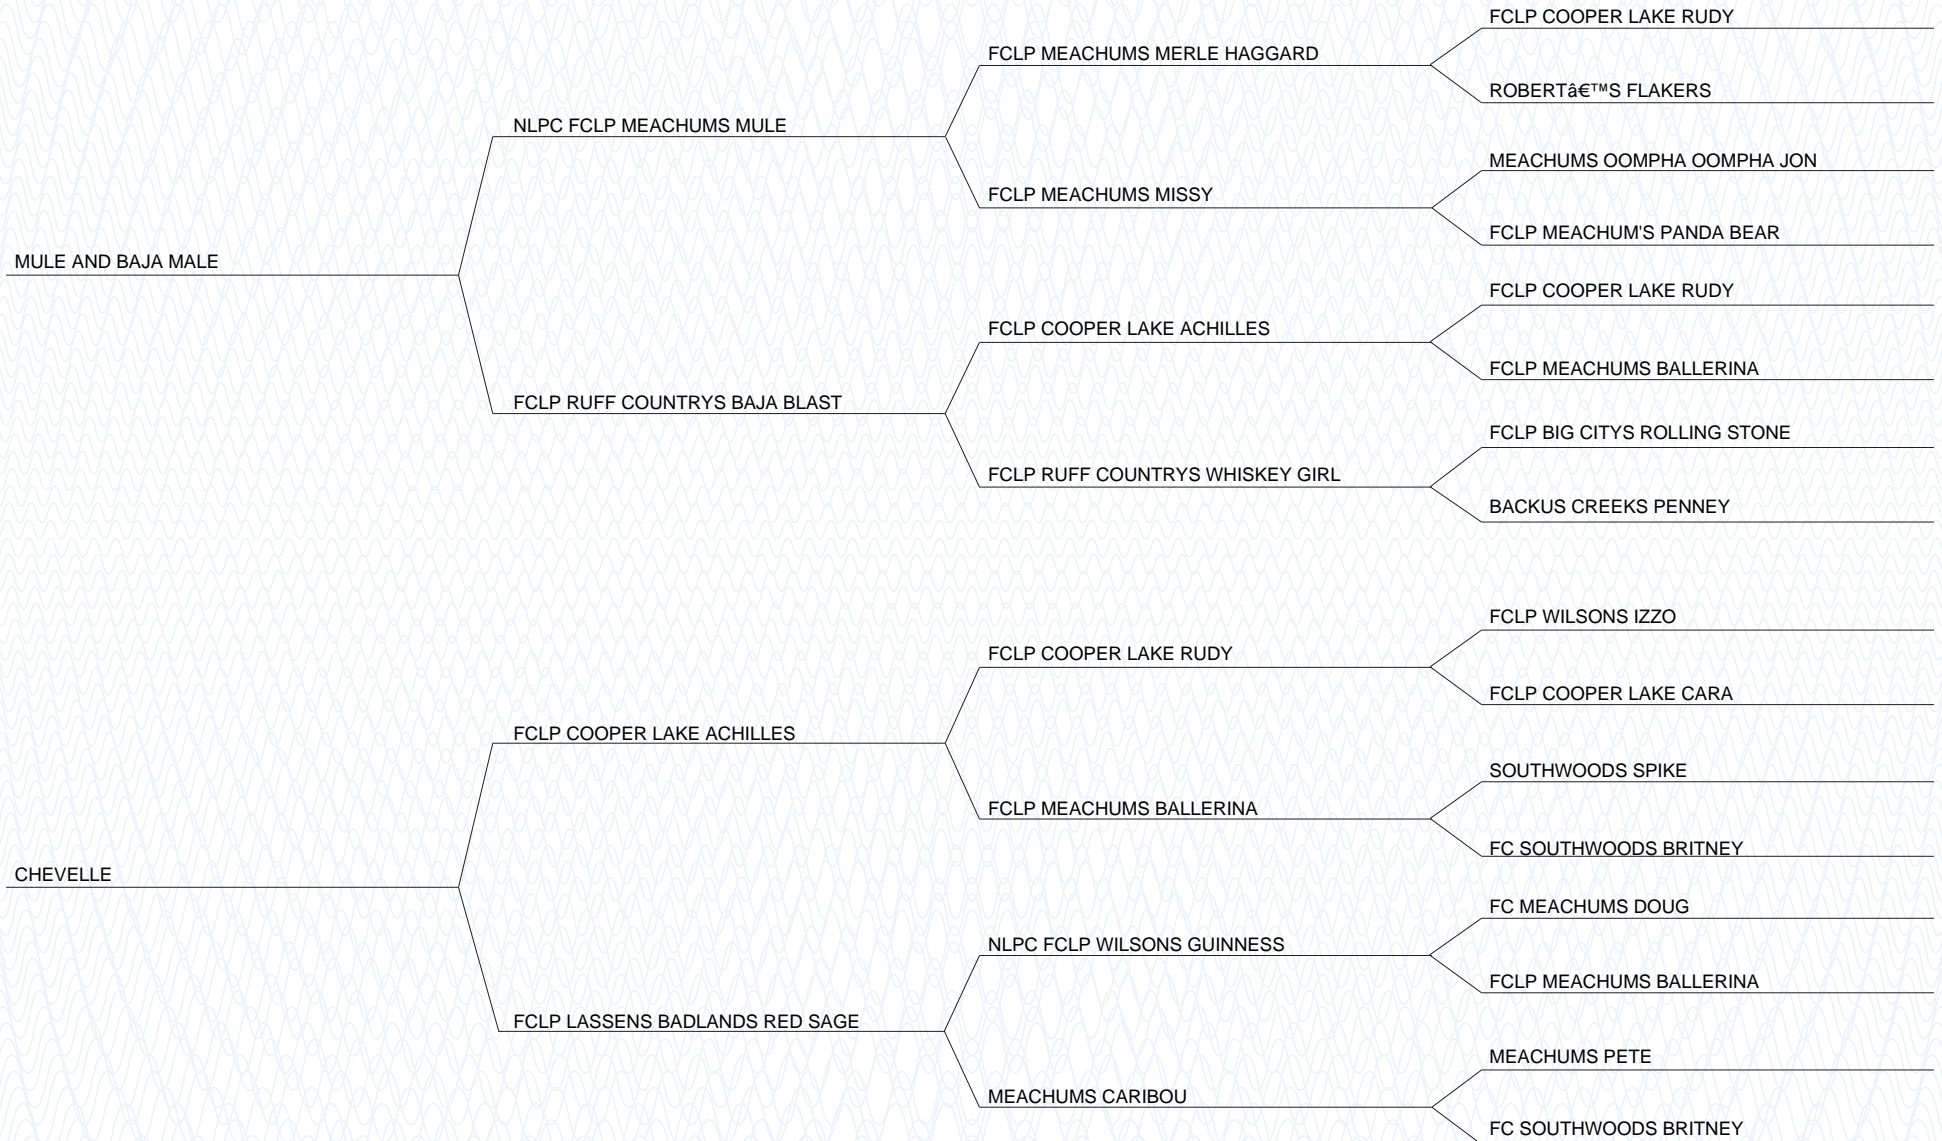 FCLP COOPER LAKE RUDY
FCLP MEACHUMS MERLE HAGGARD
ROBERTâ€™S FLAKERS
NLPC FCLP MEACHUMS MULE
MEACHUMS OOMPHA OOMPHA JON
FCLP MEACHUMS MISSY
FCLP MEACHUM'S PANDA BEAR
MULE AND BAJA MALE
FCLP COOPER LAKE RUDY
FCLP COOPER LAKE ACHILLES
FCLP MEACHUMS BALLERINA
FCLP RUFF COUNTRYS BAJA BLAST
FCLP BIG CITYS ROLLING STONE
FCLP RUFF COUNTRYS WHISKEY GIRL
BACKUS CREEKS PENNEY
FCLP WILSONS IZZO
FCLP COOPER LAKE RUDY
FCLP COOPER LAKE CARA
FCLP COOPER LAKE ACHILLES
SOUTHWOODS SPIKE
FCLP MEACHUMS BALLERINA
FC SOUTHWOODS BRITNEY
CHEVELLE
FC MEACHUMS DOUG
NLPC FCLP WILSONS GUINNESS
FCLP MEACHUMS BALLERINA
FCLP LASSENS BADLANDS RED SAGE
MEACHUMS PETE
MEACHUMS CARIBOU
FC SOUTHWOODS BRITNEY